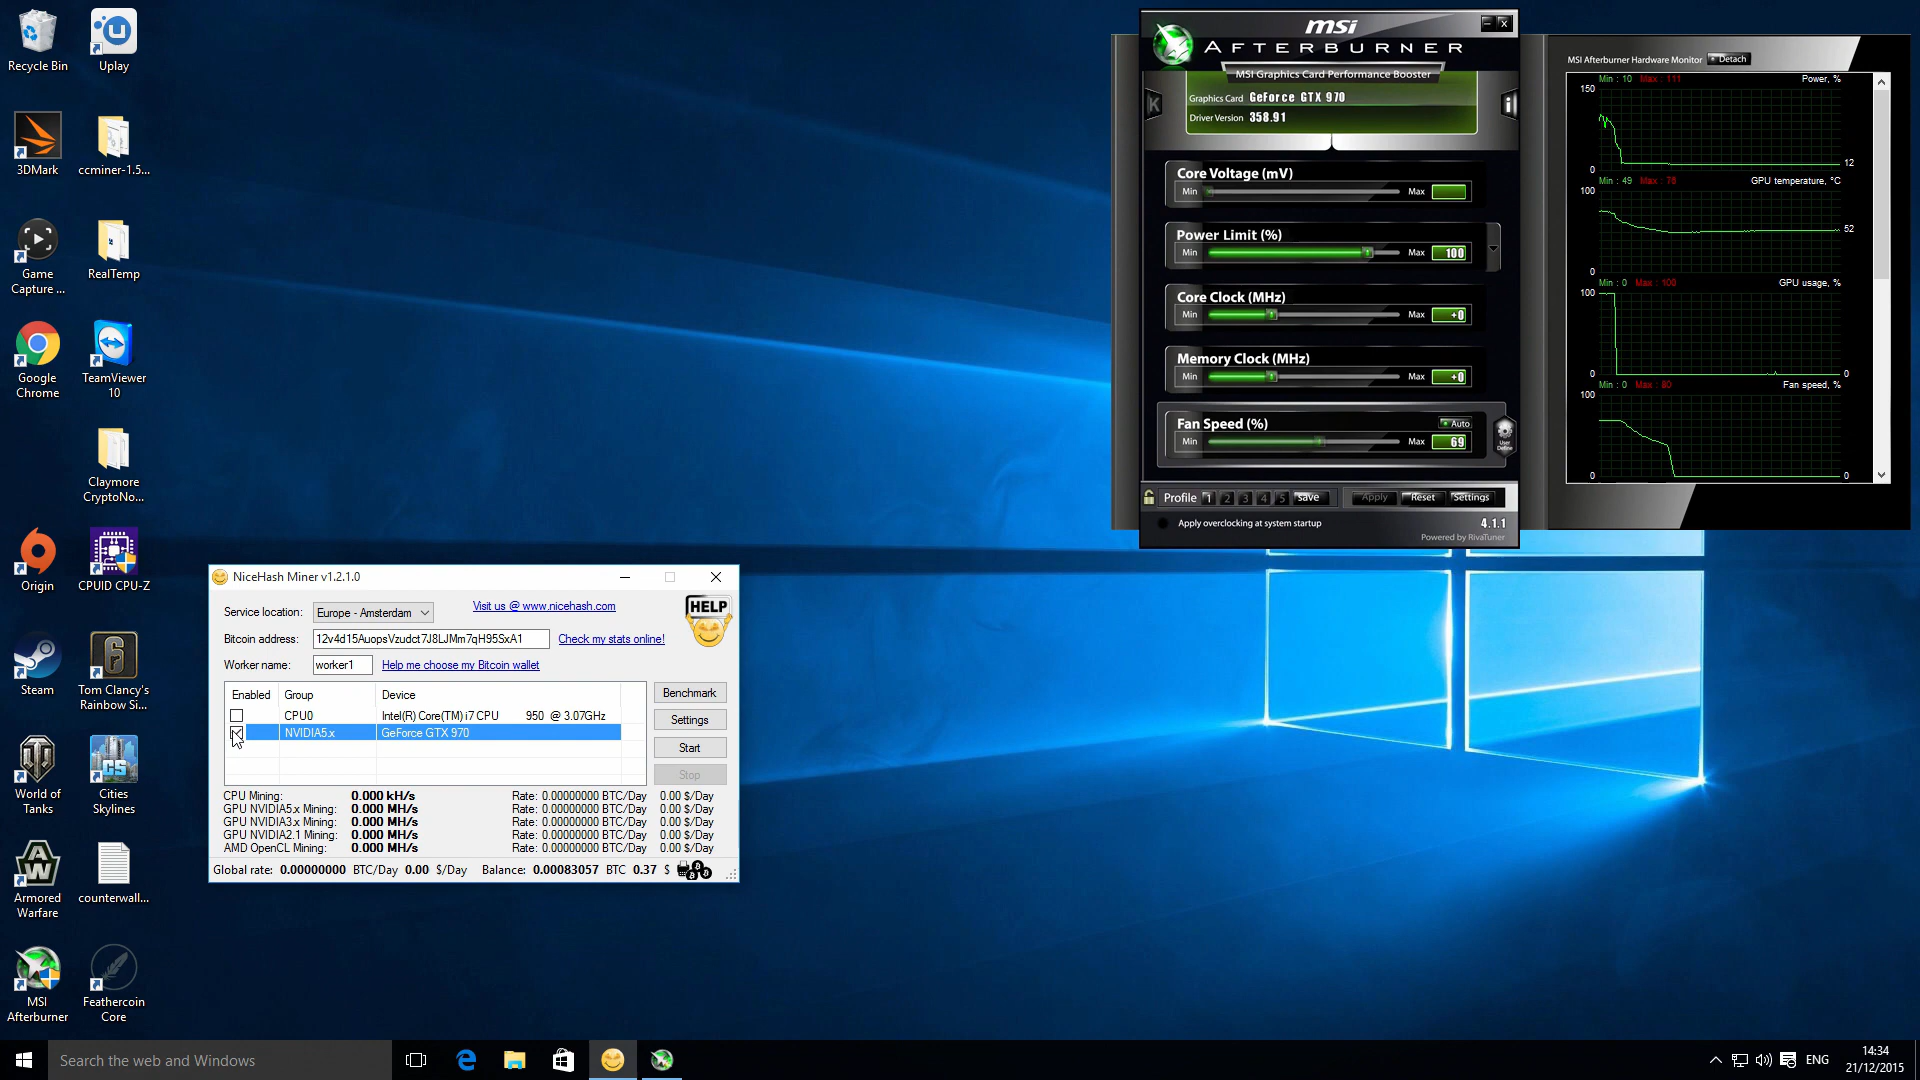 Recycle Bin
Uplay
3DMark
ccminer-1.5...
Game
Capture ...
RealTemp
Google
Chrome
TeamViewer
10
Claymore
CryptoNo...
Origin
CPUID CPU-Z
Steam
Tom Clancy's
Rainbow Si...
World of
Tanks
Cities
Skylines
Armored
Warfare
counterwall...
MSI
Afterburner
Feathercoin
Core
NiceHash Miner v1.2.1.0
Service location:
Europe - Amsterdam
Visit us @ www.nicehash.com
HELP
Bitcoin address:
12v4d15AuopsVzudct7J8LJMm7qH95SxA1
Check my stats online!
Worker name:
worker1
Help me choose my Bitcoin wallet
Enabled Group Device
CPU0 Intel(R) Core(TM) i7 CPU 950 @ 3.07GHz
NVIDIA5.x GeForce GTX 970
Benchmark
Settings
Start
Stop
CPU Mining: 0.000 kH/s Rate: 0.00000000 BTC/Day 0.00 $/Day
GPU NVIDIA5.x Mining: 0.000 MH/s Rate: 0.00000000 BTC/Day 0.00 $/Day
GPU NVIDIA3.x Mining: 0.000 MH/s Rate: 0.00000000 BTC/Day 0.00 $/Day
GPU NVIDIA2.1 Mining: 0.000 MH/s Rate: 0.00000000 BTC/Day 0.00 $/Day
AMD OpenCL Mining: 0.000 MH/s Rate: 0.00000000 BTC/Day 0.00 $/Day
Global rate: 0.00000000 BTC/Day 0.00 $/Day Balance: 0.00083057 BTC 0.37 $
msi
AFTERBURNER
MSI Graphics Card Performance Booster
Graphics Card GeForce GTX 970
Driver Version 358.91
K
i
Core Voltage (mV)
Min Max
Power Limit (%)
Min Max 100
Core Clock (MHz)
Min Max +0
Memory Clock (MHz)
Min Max +0
Fan Speed (%) Auto
Min Max 69
User
Define
Profile 1 2 3 4 5 save
Apply Reset Settings
Apply overclocking at system startup
4.1.1
Powered by RivaTuner
MSI Afterburner Hardware Monitor Detach
Min : 10 Max : 111 Power, %
150
0
12
Min : 49 Max : 76 GPU temperature, °C
100
0
52
Min : 0 Max : 100 GPU usage, %
100
0
0
Min : 0 Max : 80 Fan speed, %
100
0
0
Search the web and Windows
ENG
14:34
21/12/2015